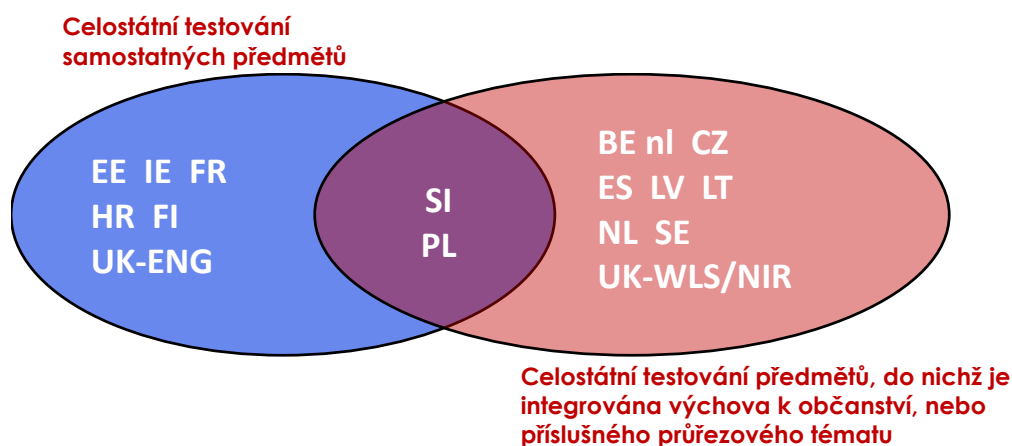 Celostátní testování
samostatných předmětů
EE IE FR
HR FI
UK-ENG
SI
PL
BE nl CZ
ES LV LT
NL SE
UK-WLS/NIR
Celostátní testování předmětů, do nichž je
integrována výchova k občanství, nebo
příslušného průřezového tématu